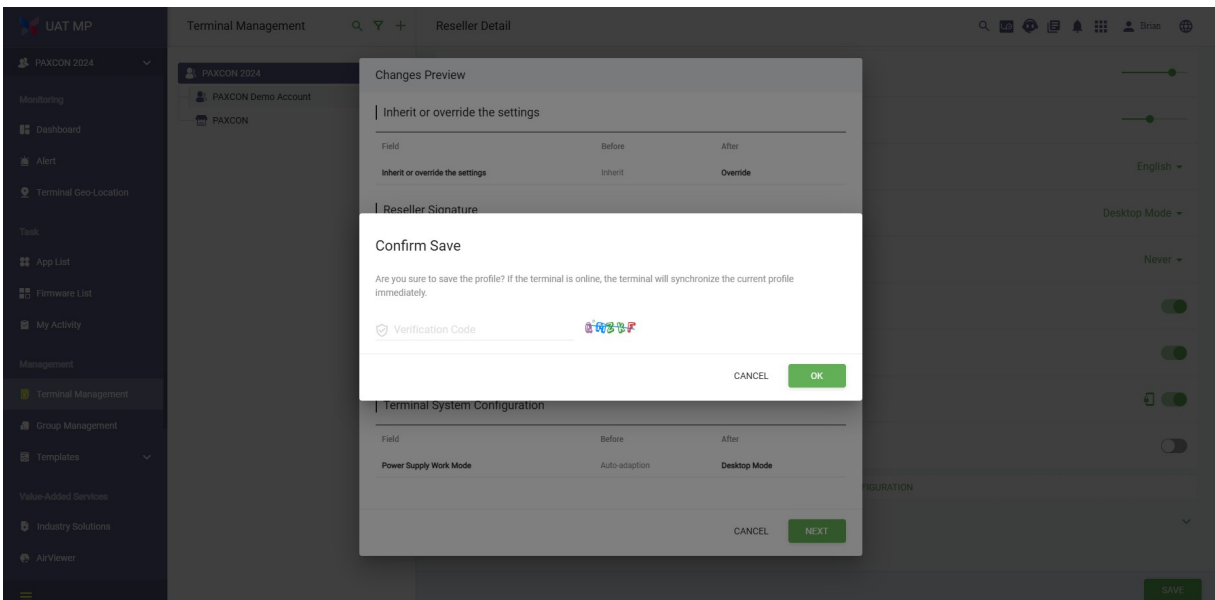 UAT MP
Terminal Management
Reseller Detail
Brian
PAXCON 2024
Monitoring
Dashboard
Alert
Terminal Geo-Location
Task
App List
Firmware List
My Activity
Management
Terminal Management
Group Management
Templates
Value-Added Services
Industry Solutions
AirViewer
PAXCON 2024
PAXCON Demo Account
PAXCON
Changes Preview
Inherit or override the settings
Field Before After
Inherit or override the settings Inherit Override
Reseller Signature
Confirm Save
Are you sure to save the profile? If the terminal is online, the terminal will synchronize the current profile
immediately.
Verification Code
CANCEL OK
Terminal System Configuration
Field Before After
Power Supply Work Mode Auto-adaption Desktop Mode
CANCEL NEXT
English
Desktop Mode
Never
FIGURATION
SAVE